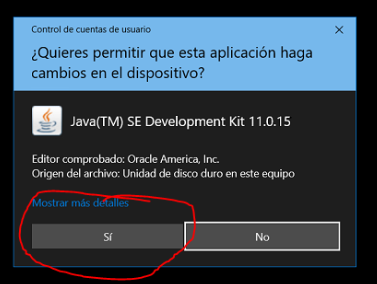 Control de cuentas de usuario
¿Quieres permitir que esta aplicación haga
cambios en el dispositivo?
Java(TM) SE Development Kit 11.0.15
Editor comprobado: Oracle America, Inc.
Origen del archivo: Unidad de disco duro en este equipo
Mostrar más detalles
Sí
No